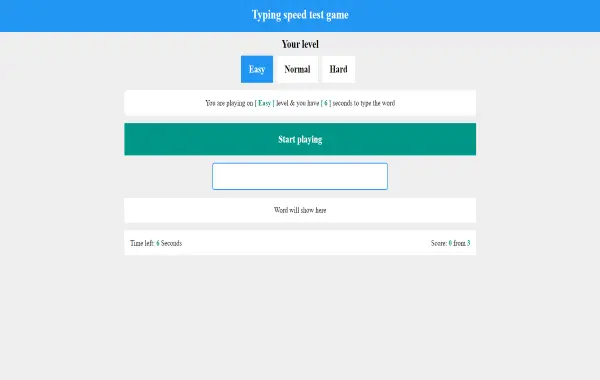 Typing speed test game
Your level
Easy Normal Hard
You are playing on [ Easy ] level & you have [ 6 ] seconds to type the word
Start playing
Word will show here
Time left: 6 Seconds Score: 0 from 3